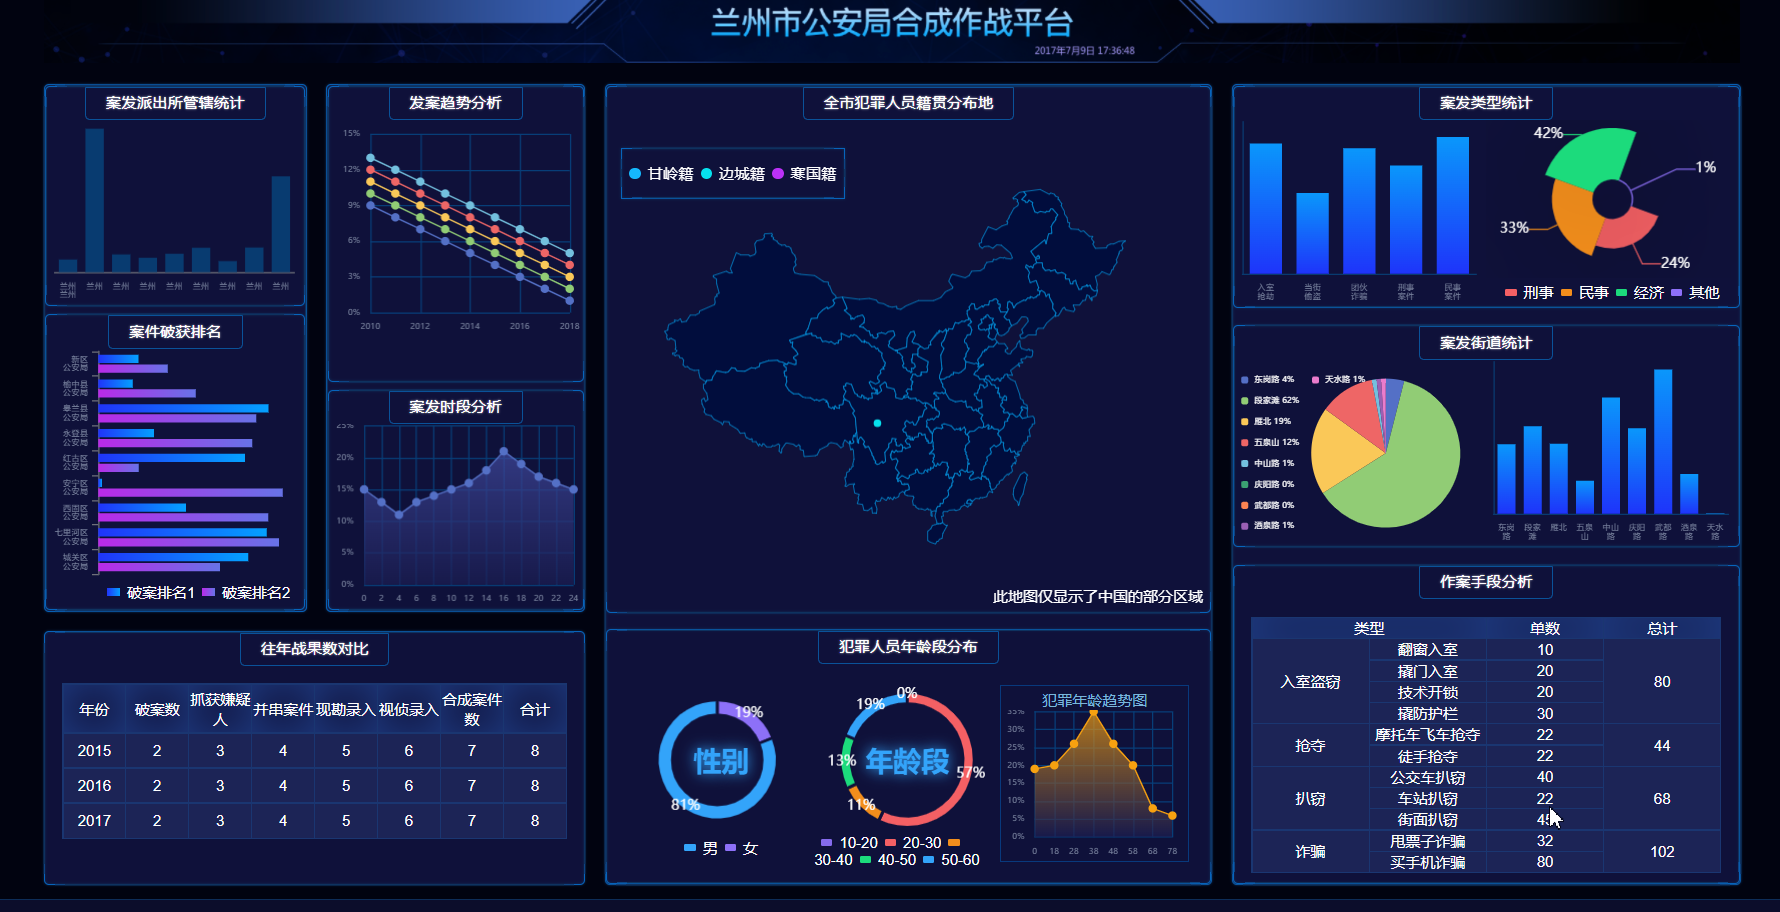 兰州市公安局合成作战平台
2017年7月9日 17:36:48
案发派出所管辖统计
兰州 兰州 兰州 兰州 兰州 兰州 兰州 兰州 兰州
兰州
案件破获排名
新区
公安局
榆中县
公安局
皋兰县
公安局
永登县
公安局
红古区
公安局
安宁区
公安局
西固区
公安局
七里河区
公安局
城关区
公安局
破案排名1 破案排名2
发案趋势分析
15%
12%
9%
6%
3%
0%
2010 2012 2014 2016 2018
案发时段分析
25%
20%
15%
10%
5%
0%
0 2 4 6 8 10 12 14 16 18 20 22 24
往年战果数对比
年份 破案数 抓获嫌疑人 并串案件 现勘录入 视侦录入 合成案件数 合计
2015 2 3 4 5 6 7 8
2016 2 3 4 5 6 7 8
2017 2 3 4 5 6 7 8
全市犯罪人员籍贯分布地
甘岭籍 边城籍 寒国籍
此地图仅显示了中国的部分区域
犯罪人员年龄段分布
19%
性别
81%
男 女
0%
19%
13%
年龄段
57%
11%
10-20 20-30
30-40 40-50 50-60
犯罪年龄趋势图
35%
30%
25%
20%
15%
10%
5%
0%
0 18 28 38 48 58 68 78
案发类型统计
入室 当街 团伙 刑事 民事
抢劫 偷盗 诈骗 案件 案件
42%
1%
33%
24%
刑事 民事 经济 其他
案发街道统计
东岗路 4% 天水路 1%
段家滩 62%
雁北 19%
五泉山 12%
中山路 1%
庆阳路 0%
武都路 0%
酒泉路 1%
东岗 段家 雁北 五泉 中山 庆阳 武都 酒泉 天水
路 滩 山 路 路 路 路 路
作案手段分析
类型 单数 总计
入室盗窃 翻窗入室 10 80
撬门入室 20
技术开锁 20
撬防护栏 30
抢夺 摩托车飞车抢夺 22 44
徒手抢夺 22
扒窃 公交车扒窃 40 68
车站扒窃 22
街面扒窃
诈骗 甩票子诈骗 32 102
买手机诈骗 80